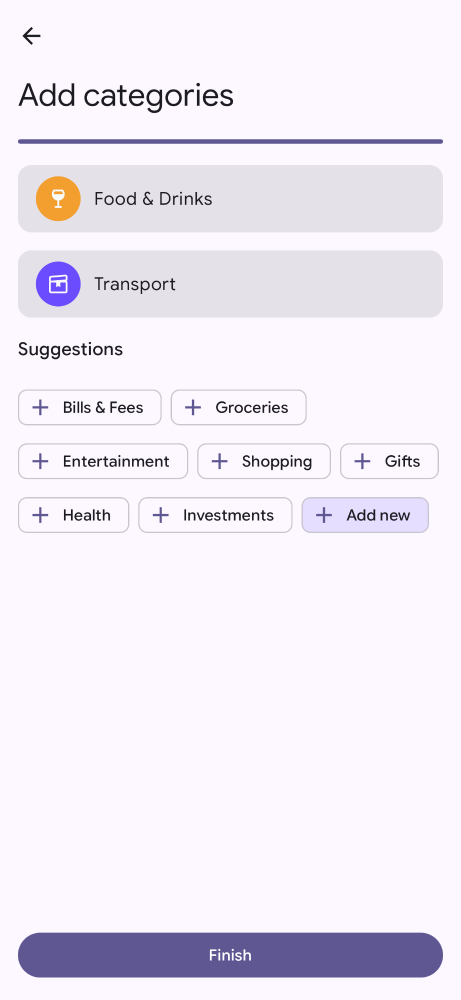 Add categories
Food & Drinks
Transport
Suggestions
Bills & Fees Groceries
Entertainment Shopping Gifts
Health Investments Add new
Finish